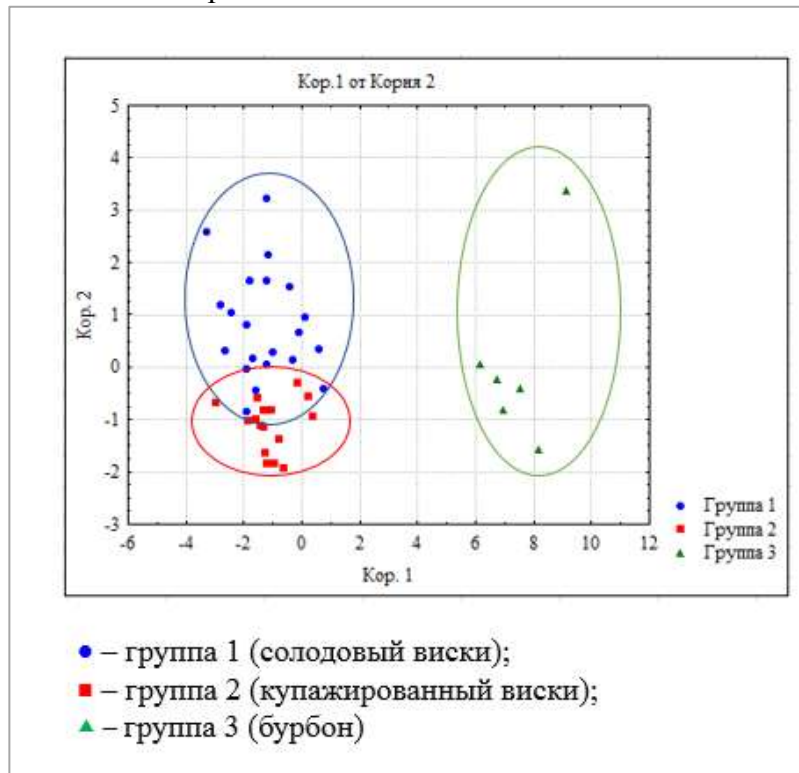 Кор.1 от Корня 2
5
4
3
2
1
0
-1
-2
-3
Кор. 2
-6 -4 -2 0 2 4 6 8 10 12
Кор. 1
Группа 1
Группа 2
Группа 3
– группа 1 (солодовый виски);
– группа 2 (купажированный виски);
– группа 3 (бурбон)